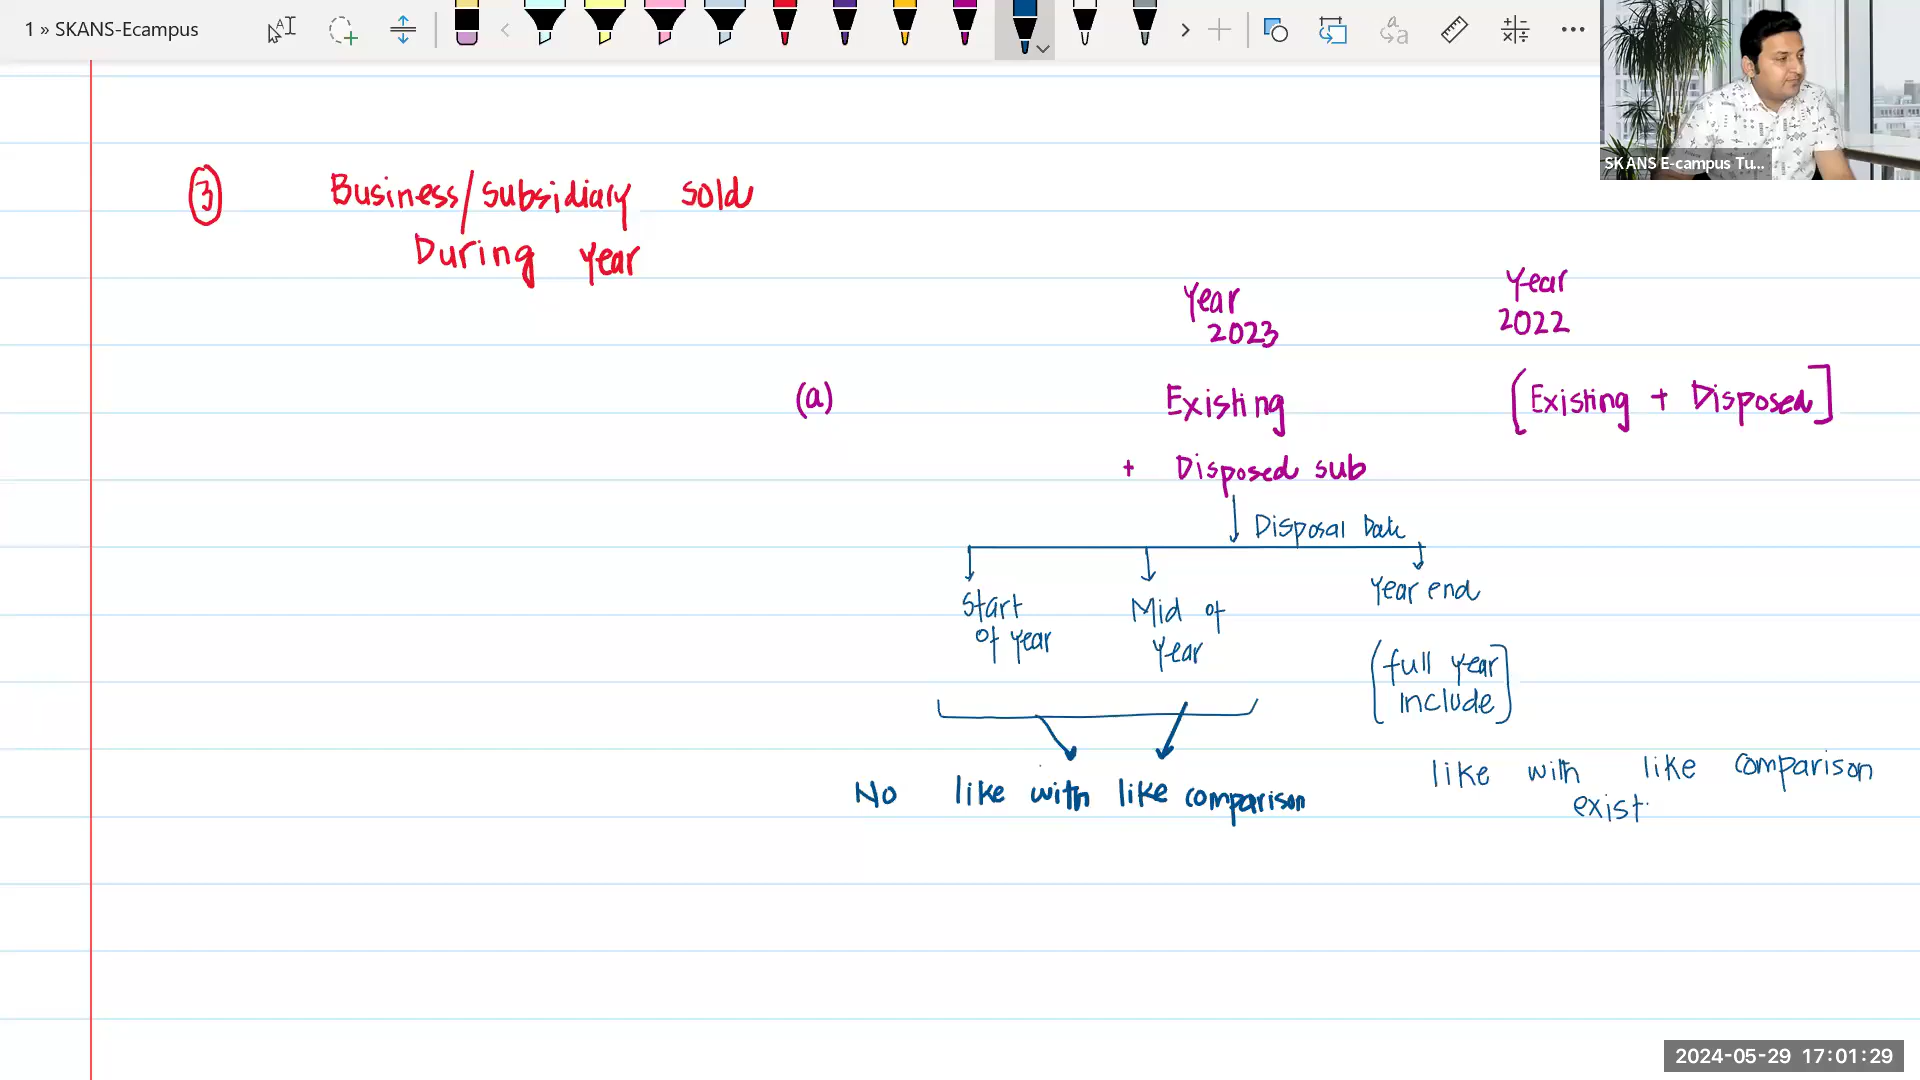 1 » SKANS-Ecampus
SKANS E-campus Tu...
3 Business/subsidiary sold
During Year
Year
2023
Year
2022
(a) Existing [Existing + Disposed]
+ Disposed sub
Disposal Date
Start
of year
Mid of
Year
Year end
[full year
include]
No like with like comparison
like with like comparison
exist.
2024-05-29 17:01:29